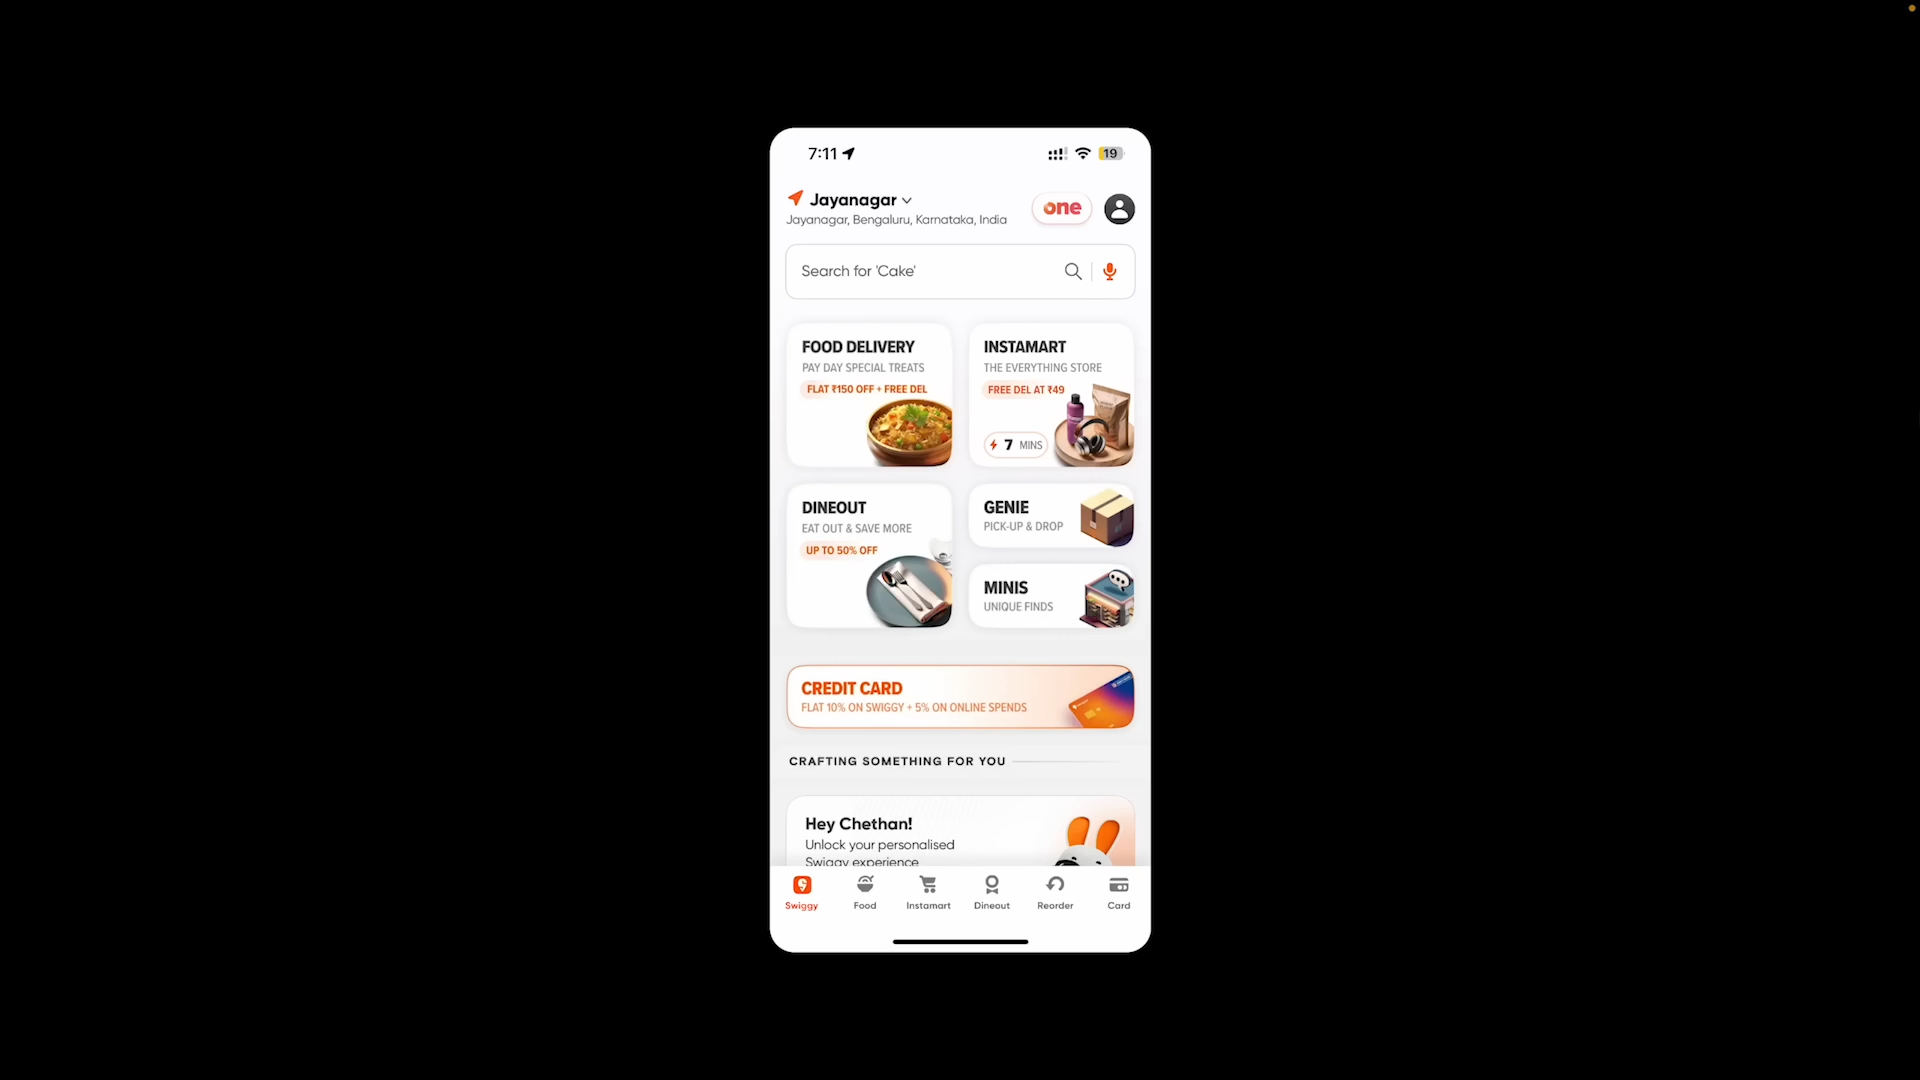 7:11
19
Jayanagar
Jayanagar, Bengaluru, Karnataka, India
one
Search for 'Cake'
FOOD DELIVERY
PAY DAY SPECIAL TREATS
FLAT ₹150 OFF + FREE DEL
INSTAMART
THE EVERYTHING STORE
FREE DEL AT ₹49
7 MINS
DINEOUT
EAT OUT & SAVE MORE
UP TO 50% OFF
GENIE
PICK-UP & DROP
MINIS
UNIQUE FINDS
CREDIT CARD
FLAT 10% ON SWIGGY + 5% ON ONLINE SPENDS
CRAFTING SOMETHING FOR YOU
Hey Chethan!
Unlock your personalised
Swiggy experience
Swiggy
Food
Instamart
Dineout
Reorder
Card